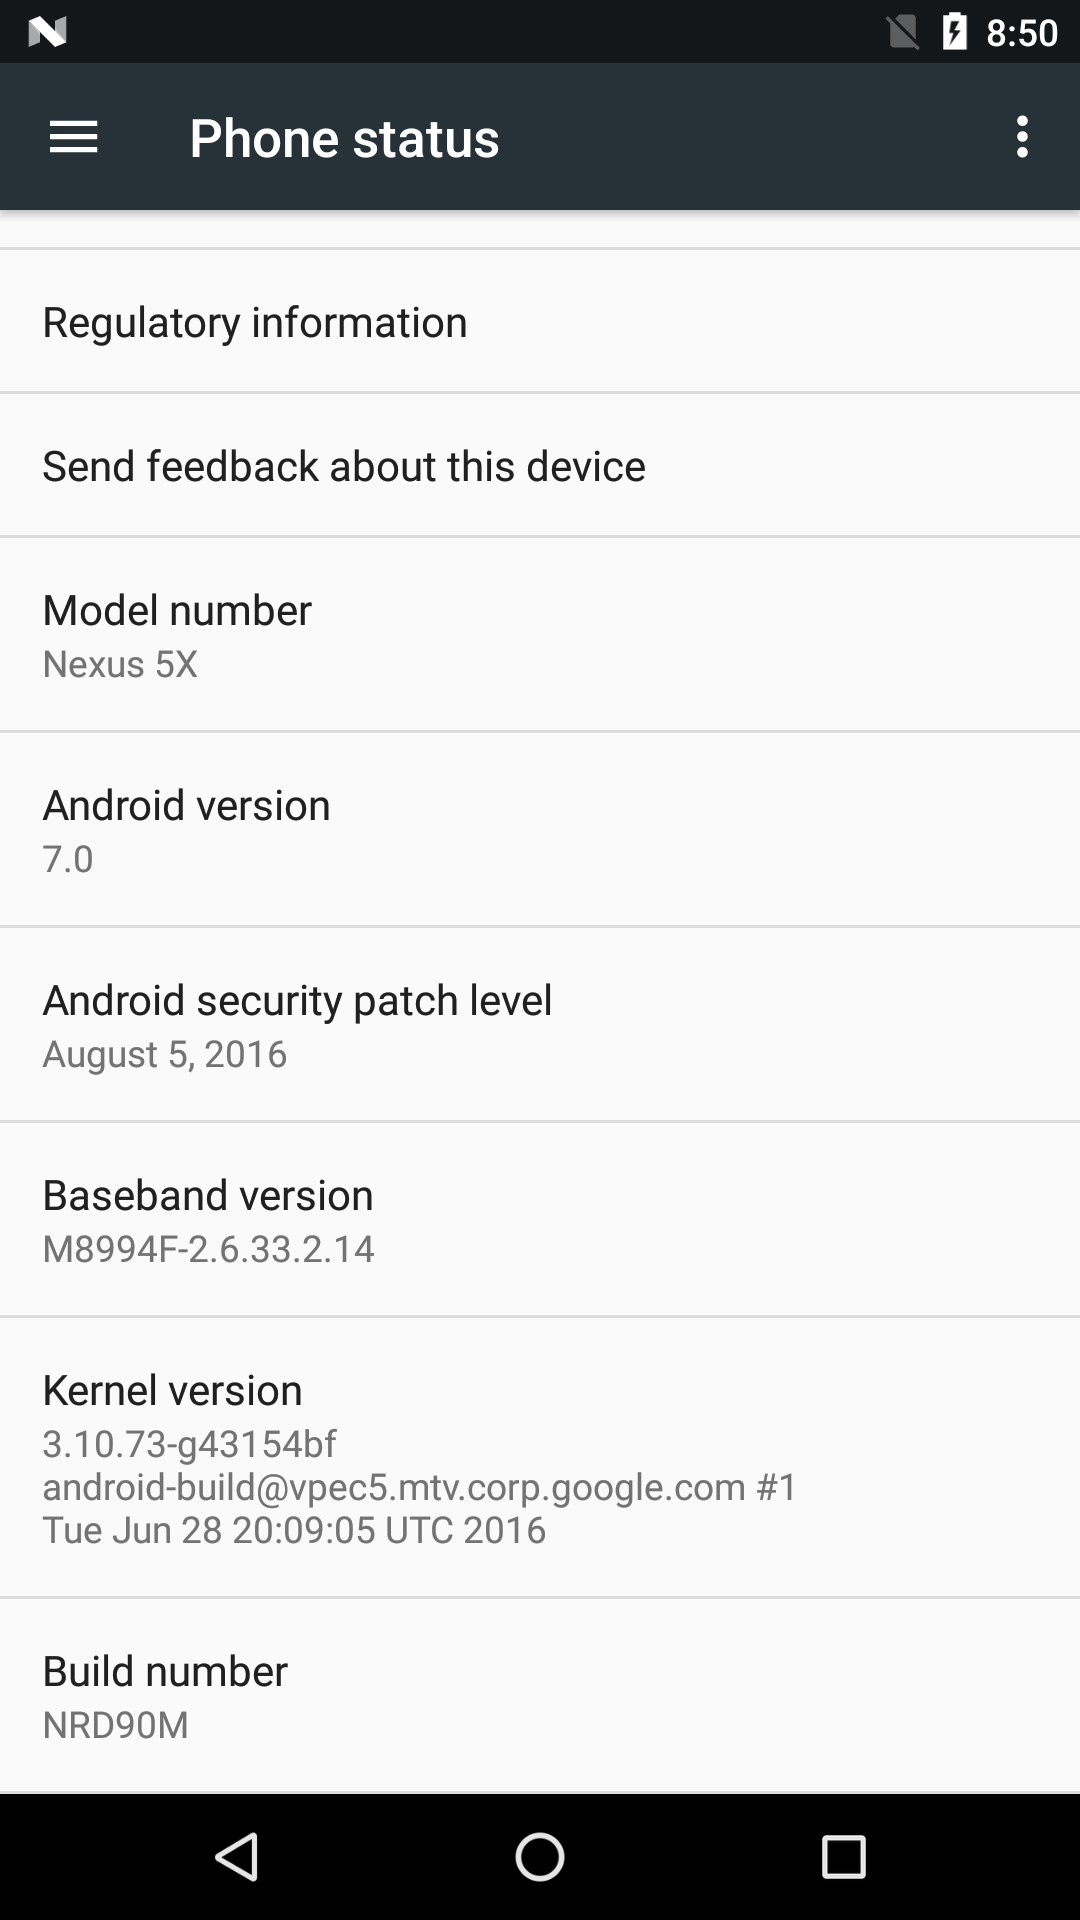 8:50
Phone status
Regulatory information
Send feedback about this device
Model number
Nexus 5X
Android version
7.0
Android security patch level
August 5, 2016
Baseband version
M8994F-2.6.33.2.14
Kernel version
3.10.73-g43154bf
android-build@vpec5.mtv.corp.google.com #1
Tue Jun 28 20:09:05 UTC 2016
Build number
NRD90M